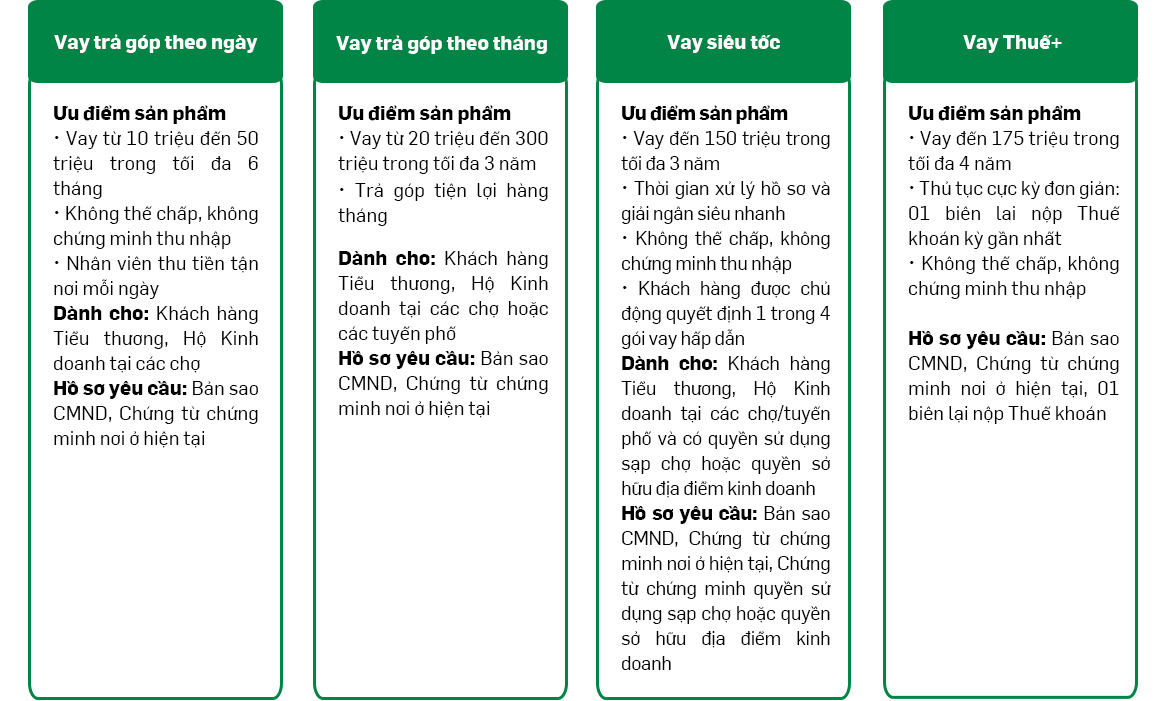 Vay trả góp theo ngày
Ưu điểm sản phẩm
· Vay từ 10 triệu đến 50
triệu trong tối đa 6
tháng
· Không thế chấp, không
chứng minh thu nhập
· Nhân viên thu tiền tận
nơi mỗi ngày
Dành cho: Khách hàng
Tiểu thương, Hộ Kinh
doanh tại các chợ
Hồ sơ yêu cầu: Bản sao
CMND, Chứng từ chứng
minh nơi ở hiện tại
Vay trả góp theo tháng
Ưu điểm sản phẩm
· Vay từ 20 triệu đến 300
triệu trong tối đa 3 năm
· Trả góp tiện lợi hàng
tháng
Dành cho: Khách hàng
Tiểu thương, Hộ Kinh
doanh tại các chợ hoặc
các tuyến phố
Hồ sơ yêu cầu: Bản sao
CMND, Chứng từ chứng
minh nơi ở hiện tại
Vay siêu tốc
Ưu điểm sản phẩm
· Vay đến 150 triệu trong
tối đa 3 năm
· Thời gian xử lý hồ sơ và
giải ngân siêu nhanh
· Không thế chấp, không
chứng minh thu nhập
· Khách hàng được chủ
động quyết định 1 trong 4
gói vay hấp dẫn
Dành cho: Khách hàng
Tiểu thương, Hộ Kinh
doanh tại các chợ/tuyến
phố và có quyền sử dụng
sạp chợ hoặc quyền sở
hữu địa điểm kinh doanh
Hồ sơ yêu cầu: Bản sao
CMND, Chứng từ chứng
minh nơi ở hiện tại, Chứng
từ chứng minh quyền sử
dụng sạp chợ hoặc quyền
sở hữu địa điểm kinh
doanh
Vay Thuế+
Ưu điểm sản phẩm
· Vay đến 175 triệu trong
tối đa 4 năm
· Thủ tục cực kỳ đơn giản:
01 biên lai nộp Thuế
khoán kỳ gần nhất
· Không thế chấp, không
chứng minh thu nhập
Hồ sơ yêu cầu: Bản sao
CMND, Chứng từ chứng
minh nơi ở hiện tại, 01
biên lại nộp Thuế khoán